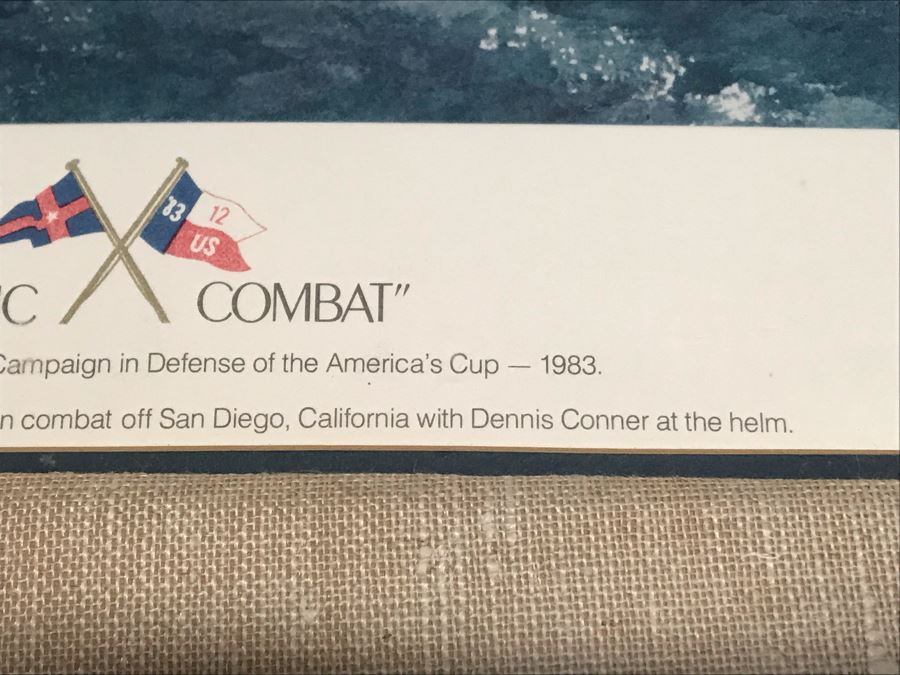 83 12
US
C COMBAT”
Campaign in Defense of the America’s Cup — 1983.
n combat off San Diego, California with Dennis Conner at the helm.